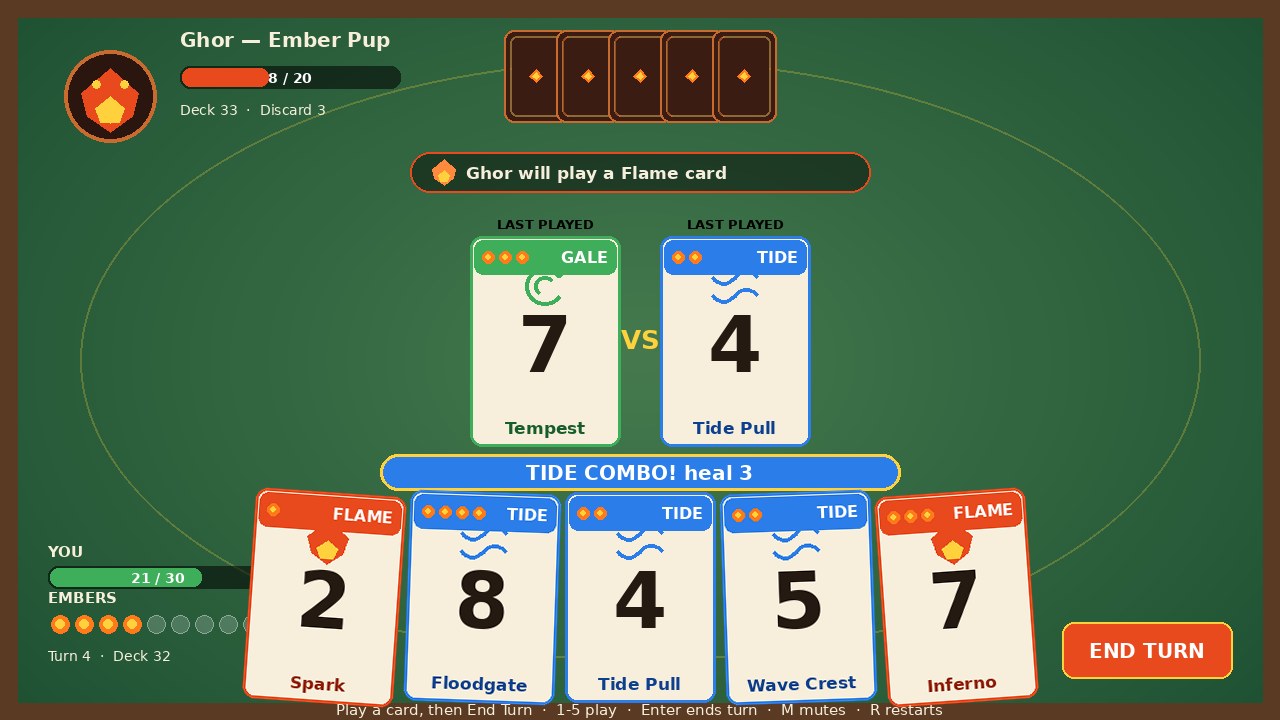 Ghor — Ember Pup
8 / 20
Deck 33 · Discard 3
Ghor will play a Flame card
LAST PLAYED
LAST PLAYED
GALE
7
Tempest
VS
TIDE
4
Tide Pull
TIDE COMBO! heal 3
YOU
21 / 30
EMBERS
Turn 4 · Deck 32
FLAME
2
Spark
TIDE
8
Floodgate
TIDE
4
Tide Pull
TIDE
5
Wave Crest
FLAME
7
Inferno
END TURN
Play a card, then End Turn · 1-5 play · Enter ends turn · M mutes · R restarts